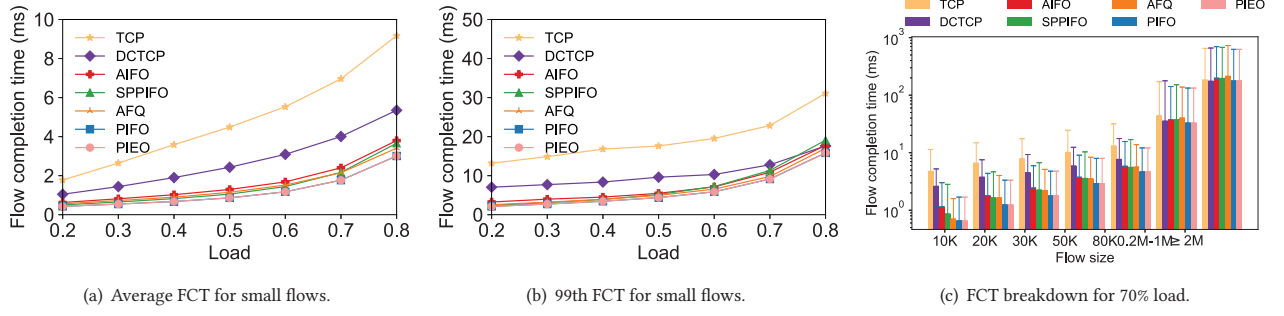 Flow completion time (ms)
10
8
6
4
2
0
TCP
DCTCP
AIFO
SPPIFO
AFQ
PIFO
PIEO
0.2 0.3 0.4 0.5 0.6 0.7 0.8
Load
(a) Average FCT for small flows.
Flow completion time (ms)
50
40
30
20
10
0
TCP
DCTCP
AIFO
SPPIFO
AFQ
PIFO
PIEO
0.2 0.3 0.4 0.5 0.6 0.7 0.8
Load
(b) 99th FCT for small flows.
TCP AIFO AFQ PIEO
DCTCP SPPIFO PIFO
Flow completion time (ms)
10³
10²
10¹
10⁰
10K 20K 30K 50K 80K0.2M-1M≥ 2M
Flow size
(c) FCT breakdown for 70% load.